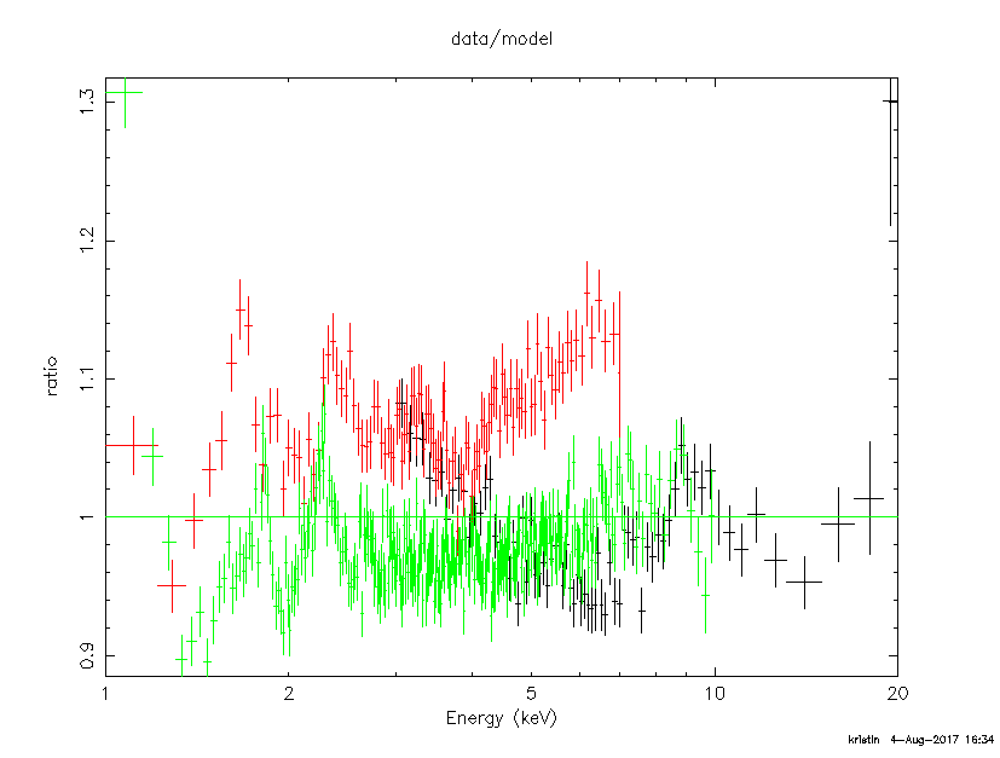 data/model
1.3
1.2
1.1
1
0.9
ratio
1 2 5 10 20
Energy (keV)
kristin 4-Aug-2017 16:34